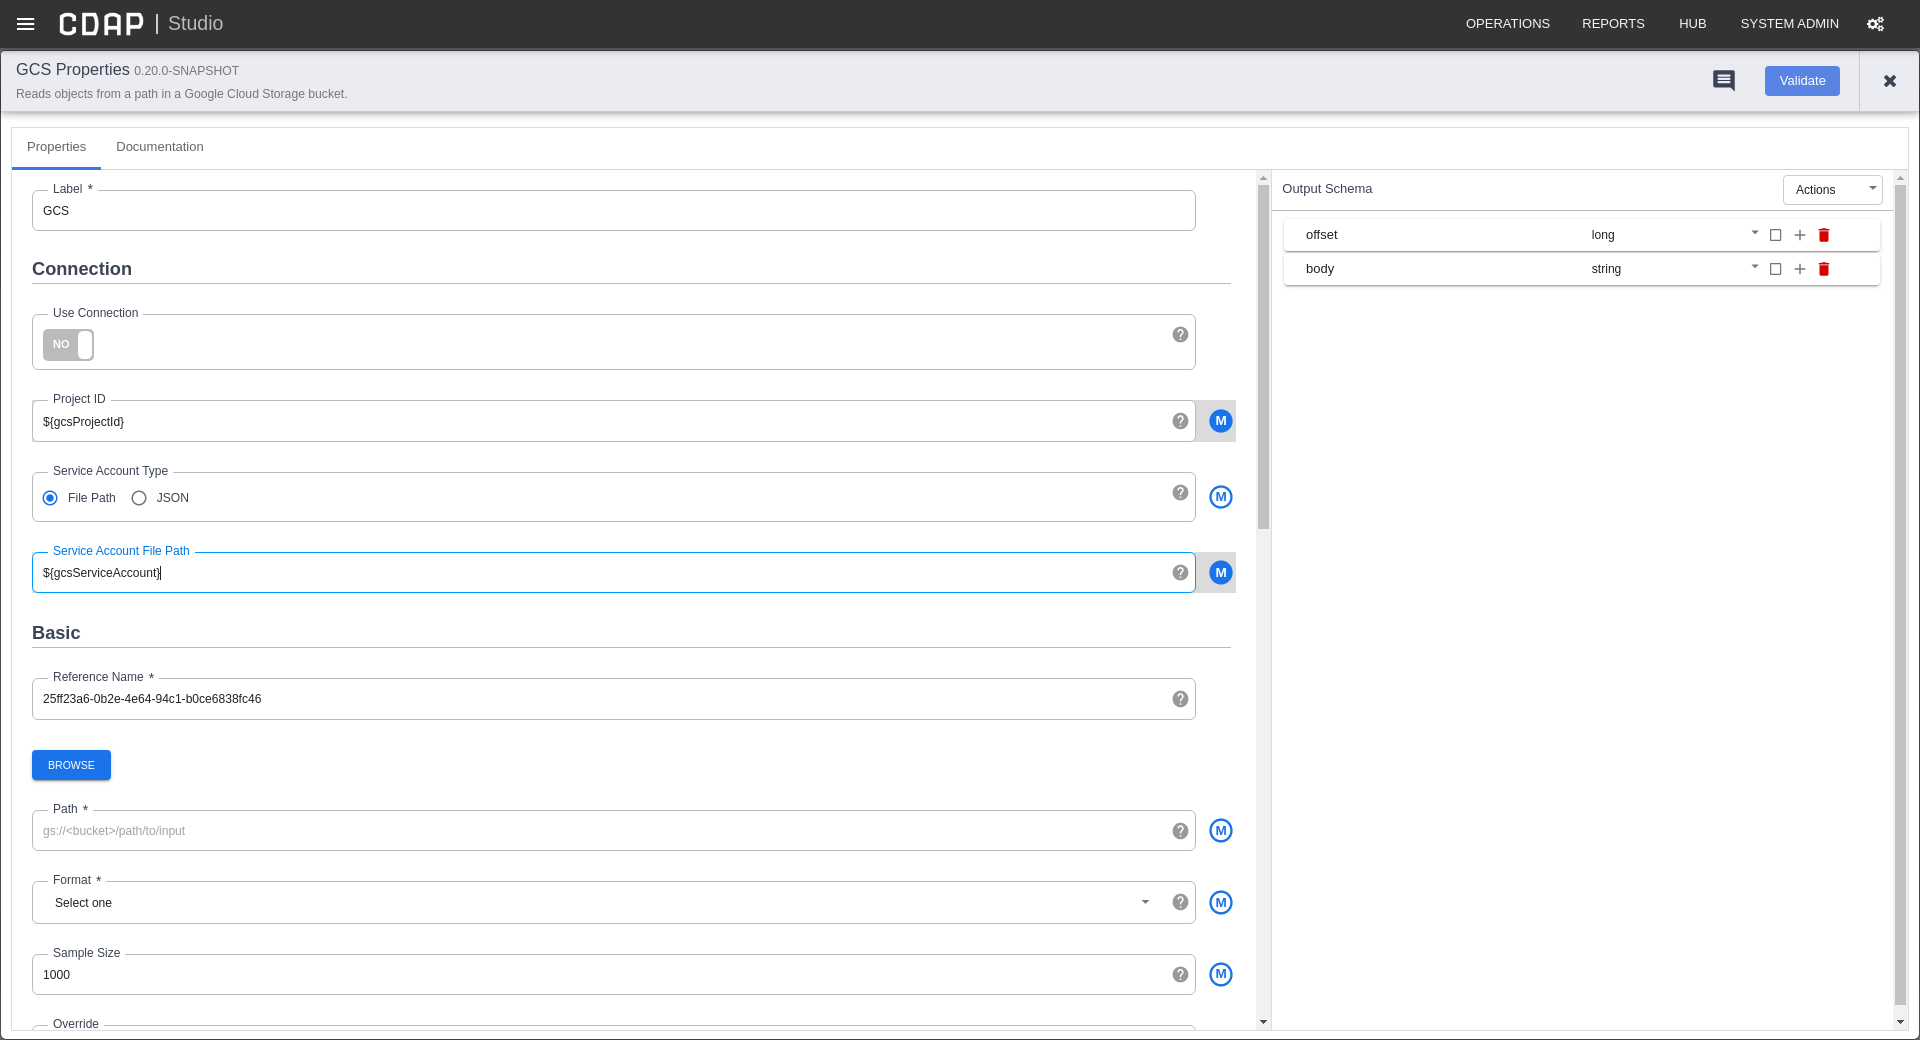 CDAP | Studio
OPERATIONS REPORTS HUB SYSTEM ADMIN
GCS Properties 0.20.0-SNAPSHOT
Reads objects from a path in a Google Cloud Storage bucket.
Validate
Properties Documentation
Label *
GCS
Connection
Use Connection
NO
?
Project ID
${gcsProjectId}
?
M
Service Account Type
File Path JSON
?
M
Service Account File Path
${gcsServiceAccount}
?
M
Basic
Reference Name *
25ff23a6-0b2e-4e64-94c1-b0ce6838fc46
?
BROWSE
Path *
gs://<bucket>/path/to/input
?
M
Format *
Select one
?
M
Sample Size
1000
?
M
Override
Output Schema
Actions
offset long
body string